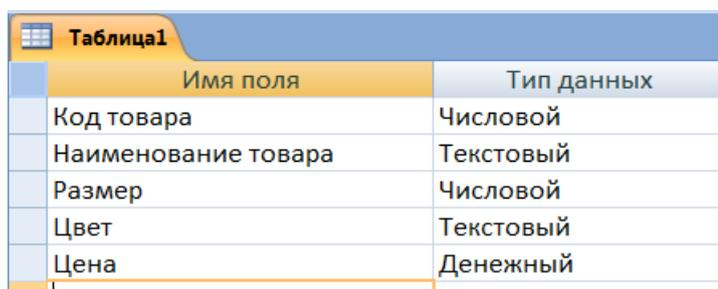 Таблица1
Имя поля Тип данных
Код товара Числовой
Наименование товара Текстовый
Размер Числовой
Цвет Текстовый
Цена Денежный